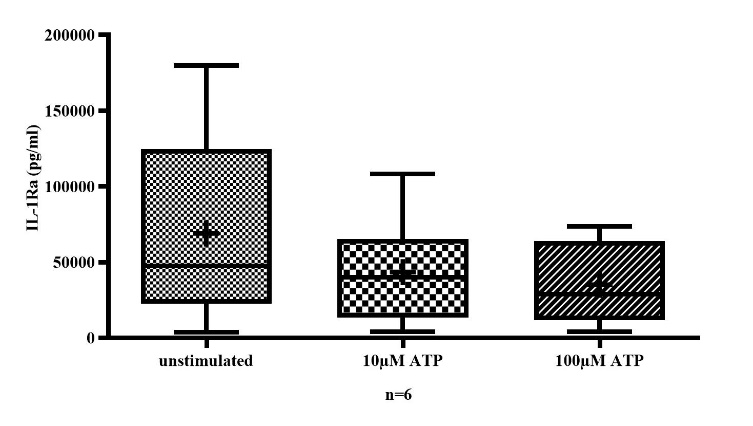 200000
150000
100000
50000
0
IL-1Ra (pg/ml)
unstimulated
10µM ATP
100µM ATP
n=6